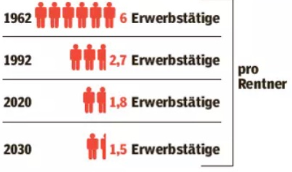 1962 6 Erwerbstätige
1992 2,7 Erwerbstätige
2020 1,8 Erwerbstätige
2030 1,5 Erwerbstätige
pro
Rentner